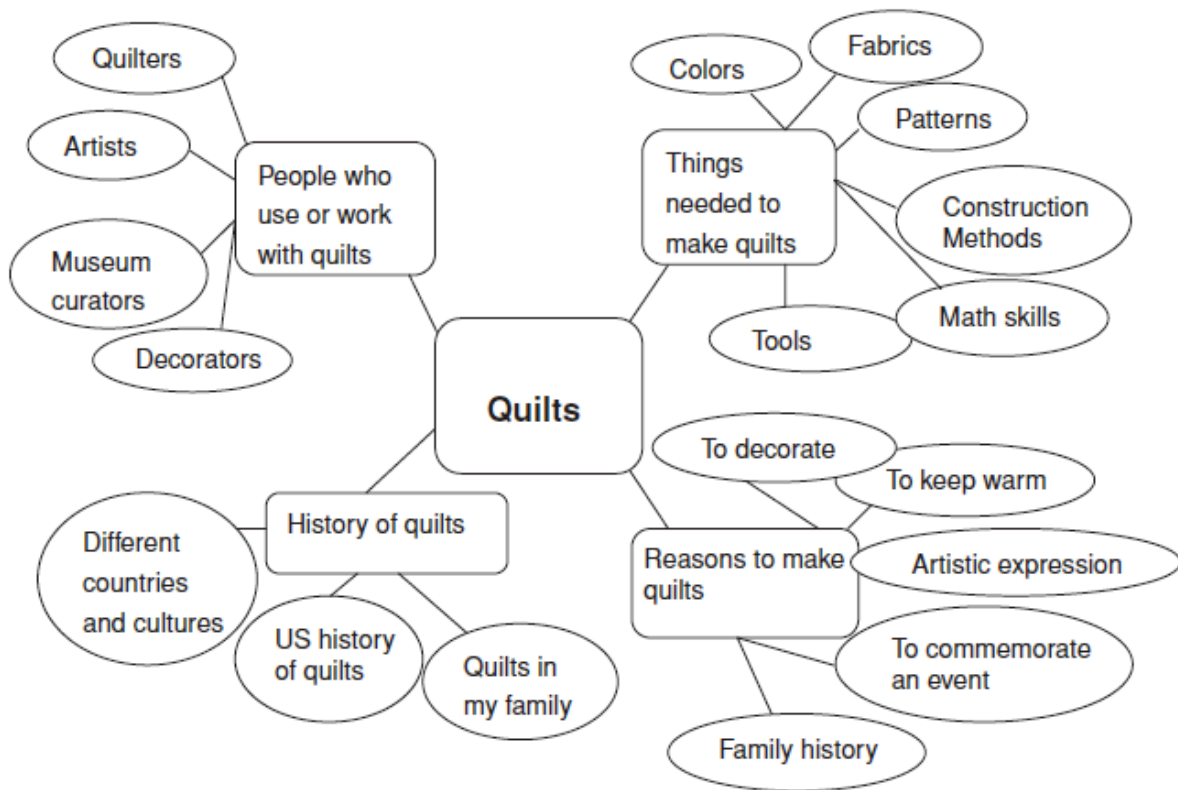 Quilters
Artists
Museum
curators
Decorators
People who
use or work
with quilts
Colors
Fabrics
Patterns
Construction
Methods
Math skills
Tools
Things
needed to
make quilts
Quilts
History of quilts
Different
countries
and cultures
US history
of quilts
Quilts in
my family
To decorate
To keep warm
Artistic expression
Reasons to make
quilts
To commemorate
an event
Family history